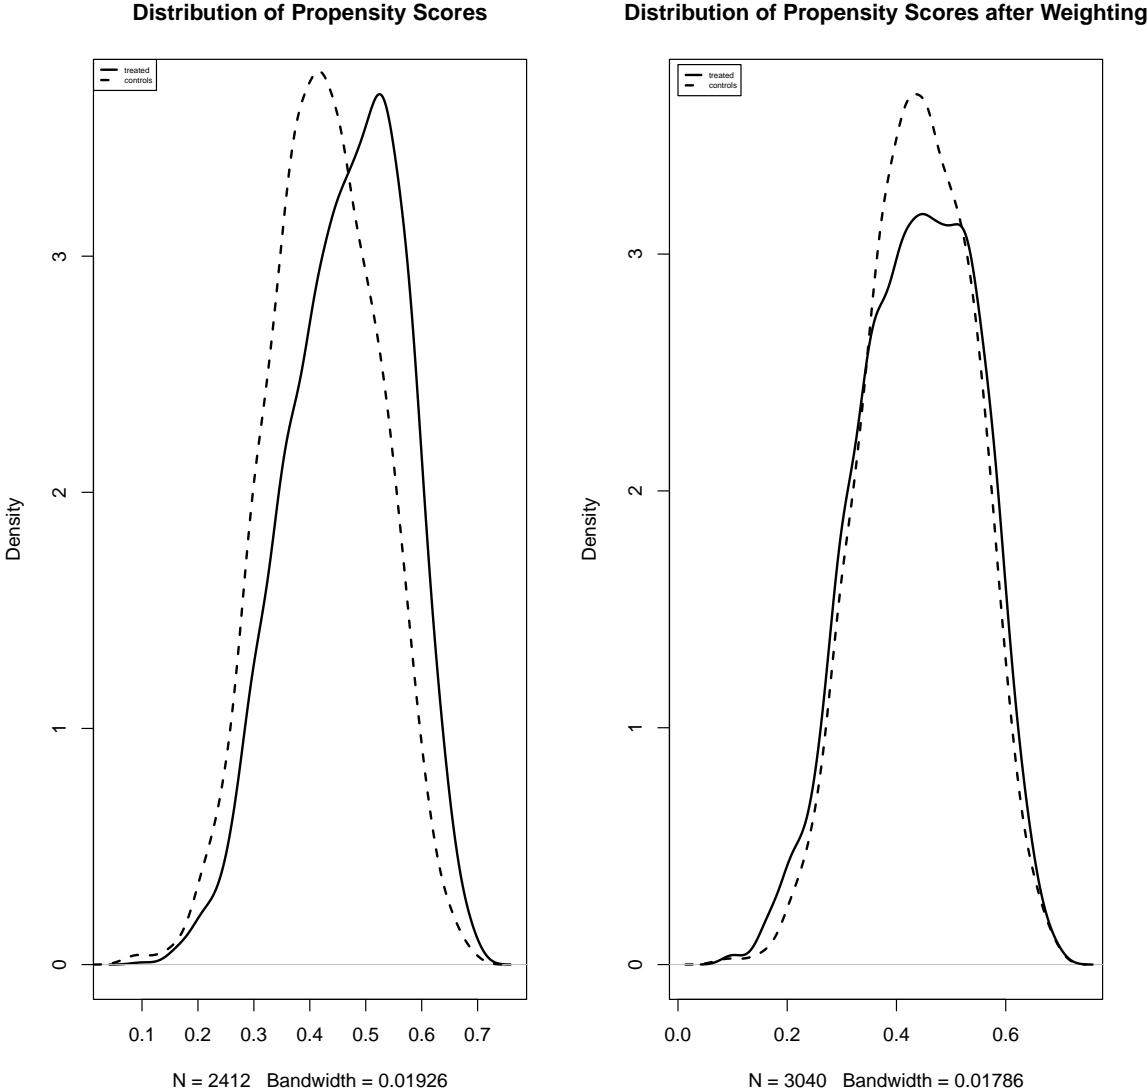 Distribution of Propensity Scores
treated
controls
Density
0
1
2
3
0.1 0.2 0.3 0.4 0.5 0.6 0.7
N = 2412 Bandwidth = 0.01926
Distribution of Propensity Scores after Weighting
treated
controls
Density
0
1
2
3
0.0 0.2 0.4 0.6
N = 3040 Bandwidth = 0.01786